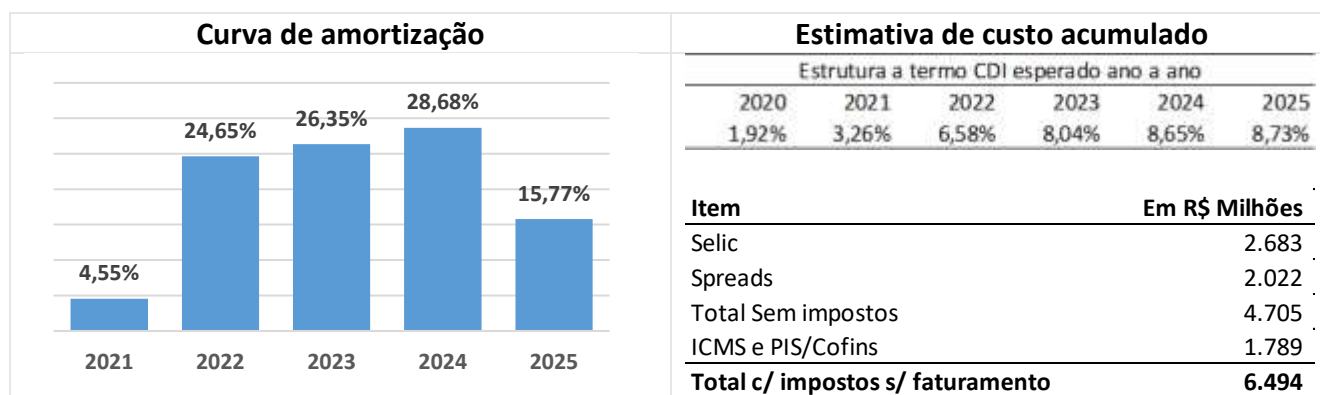 Curva de amortização
4,55%
24,65%
26,35%
28,68%
15,77%
2021 2022 2023 2024 2025
Estimativa de custo acumulado
Estrutura a termo CDI esperado ano a ano
2020 2021 2022 2023 2024 2025
1,92% 3,26% 6,58% 8,04% 8,65% 8,73%
Item Em R$ Milhões
Selic 2.683
Spreads 2.022
Total Sem impostos 4.705
ICMS e PIS/Cofins 1.789
Total c/ impostos s/ faturamento 6.494